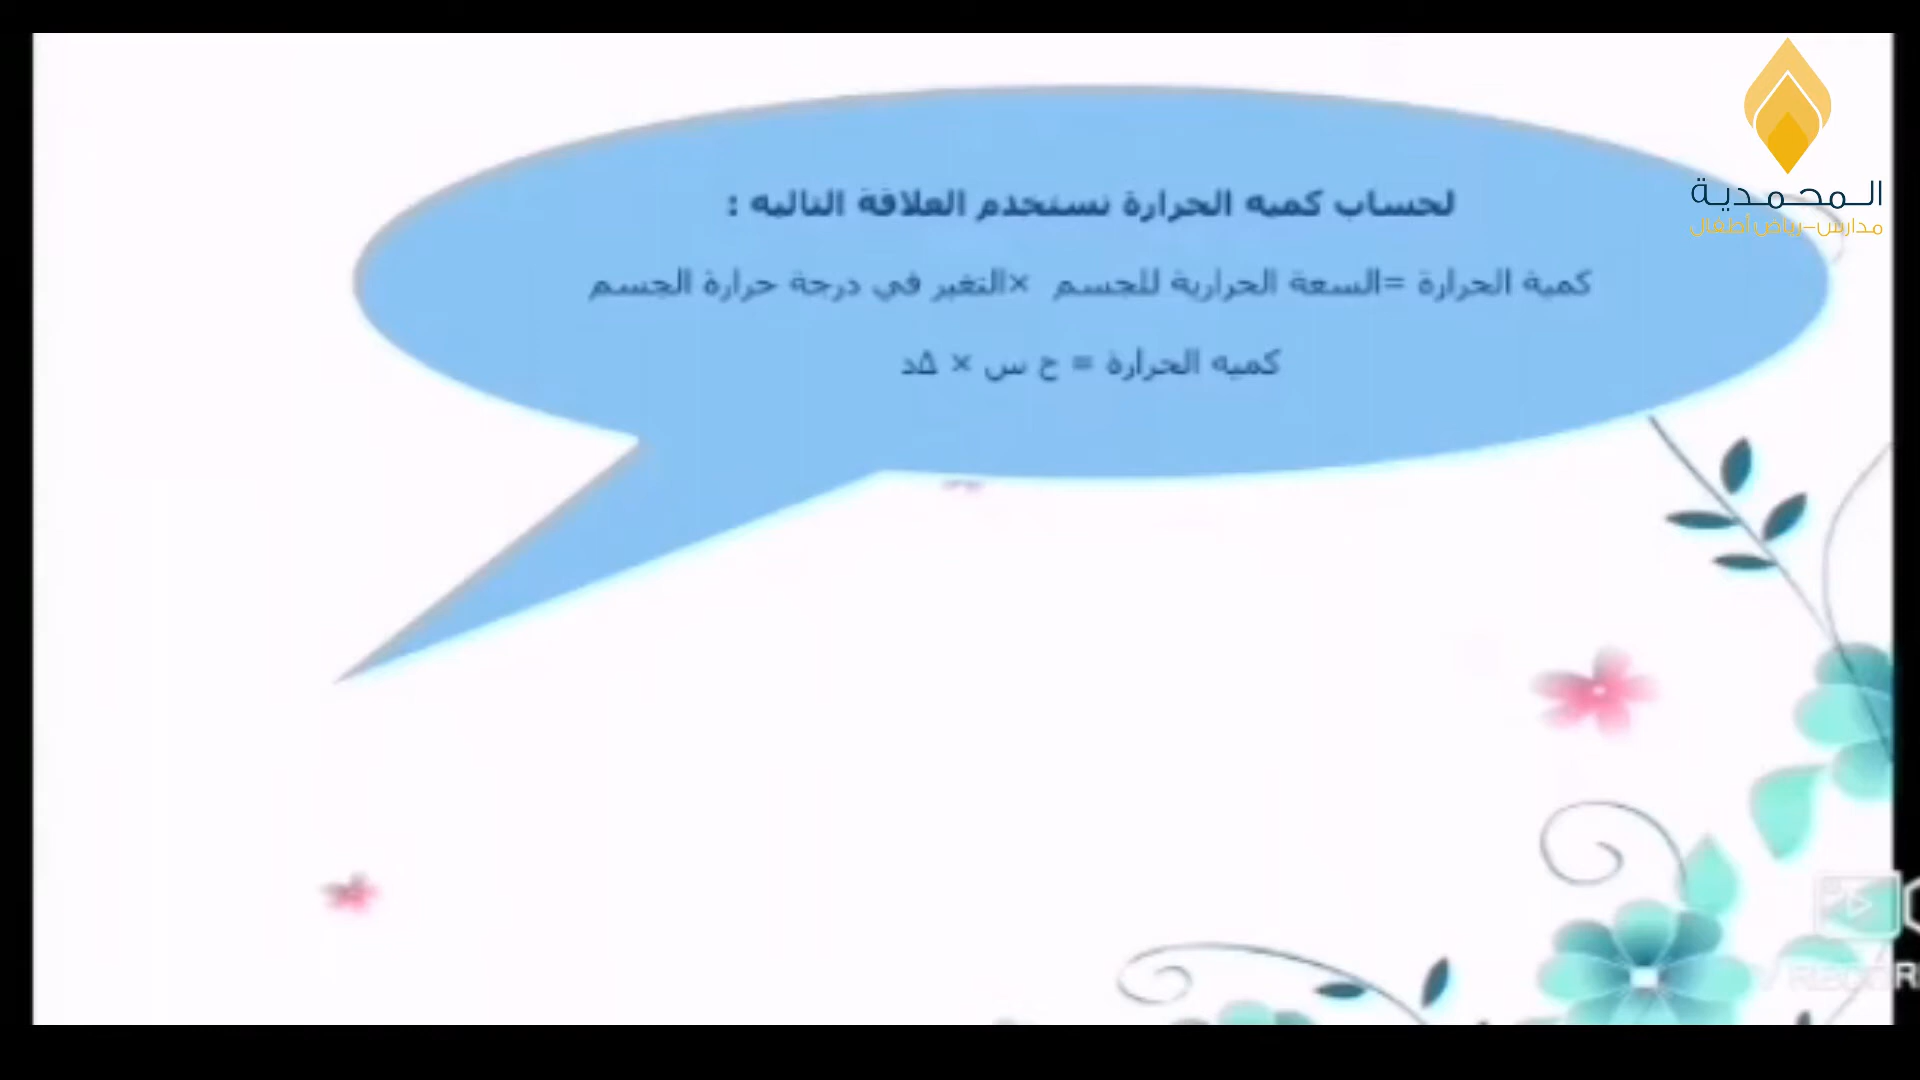 المحمدية
مدارس-رياض أطفال
لحساب كميه الحرارة نستخدم العلاقة التاليه :
كمية الحرارة =السعة الحرارية للجسم ×التغير في درجة حرارة الجسم
كميه الحرارة = ح س × Δد